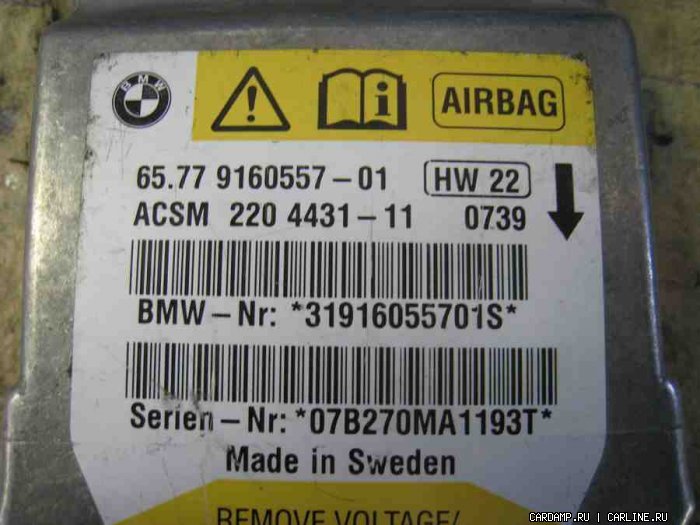 BMW
AIRBAG
65.77 9160557-01 HW 22
ACSM 220 4431-11 0739
BMW-Nr: *31916055701S*
Serien-Nr: *07B270MA1193T*
Made in Sweden
REMOVE VOLTAGE/
CARDAMP.RU | CARLINE.RU